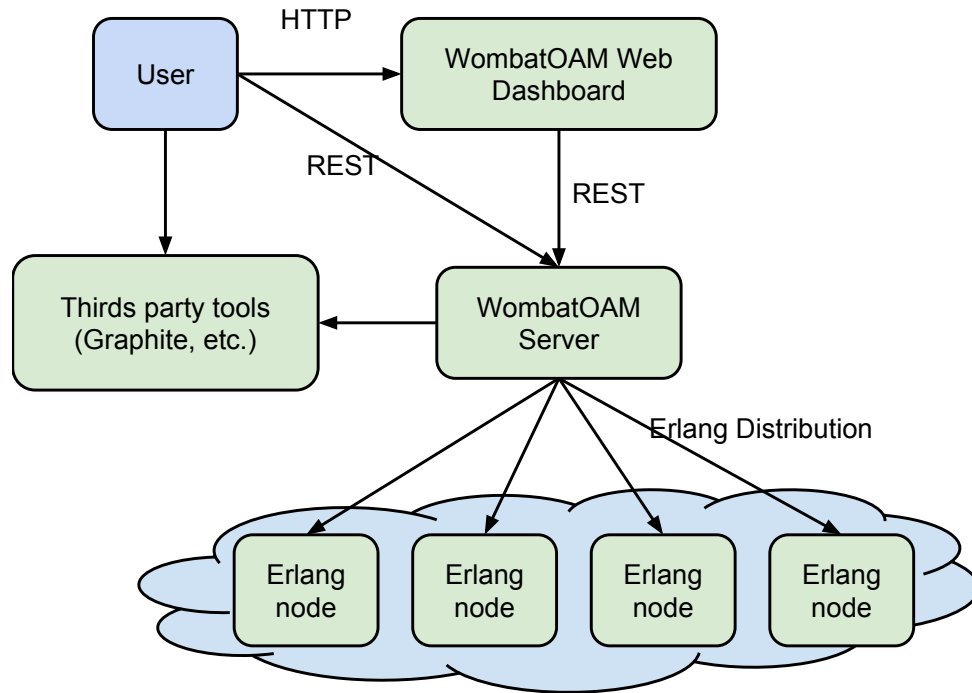 HTTP
User
WombatOAM Web
Dashboard
REST
REST
Thirds party tools
(Graphite, etc.)
WombatOAM
Server
Erlang Distribution
Erlang
node
Erlang
node
Erlang
node
Erlang
node